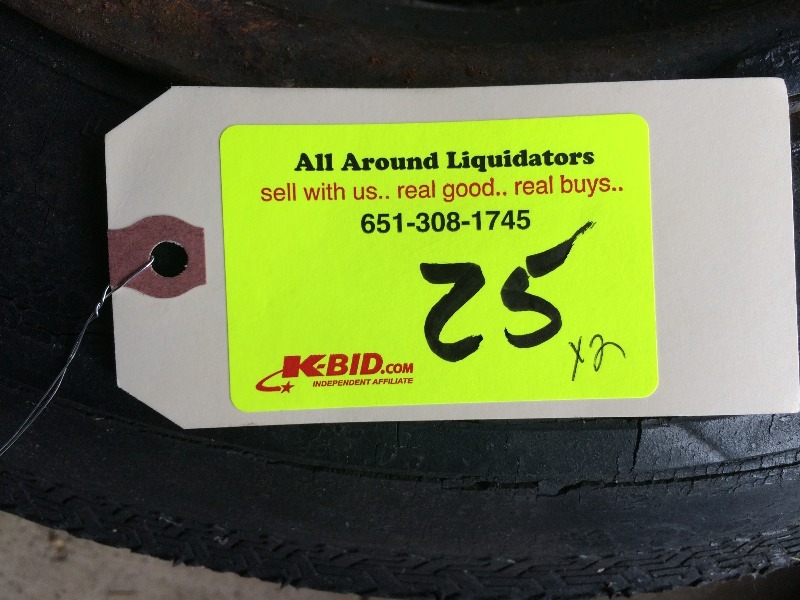 All Around Liquidators
sell with us.. real good.. real buys..
651-308-1745
25
x2
K-BID.COM
INDEPENDENT AFFILIATE